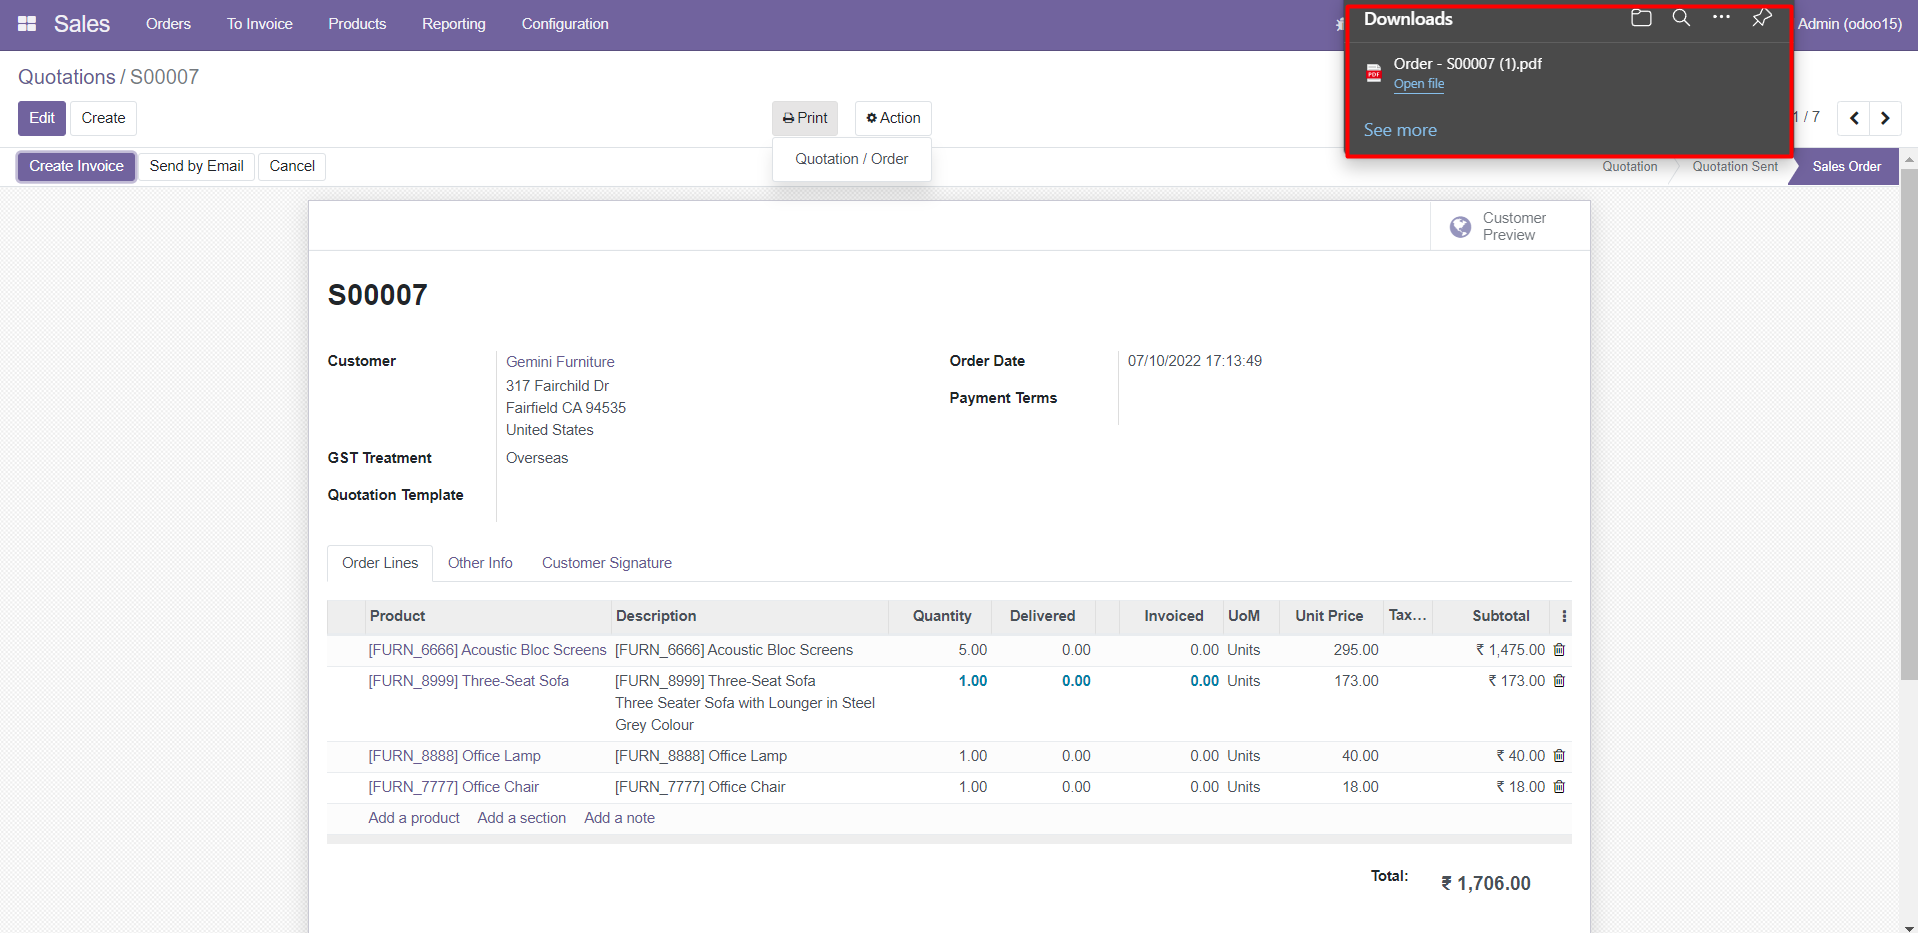 Sales Orders To Invoice Products Reporting Configuration Admin (odoo15)
Downloads
Order - S00007 (1).pdf
PDF
Open file
See more
Quotations / S00007
Edit Create Print Action 1 / 7
Quotation / Order
Create Invoice Send by Email Cancel Quotation Quotation Sent Sales Order
Customer
Preview
S00007
Customer Gemini Furniture
317 Fairchild Dr
Fairfield CA 94535
United States
GST Treatment Overseas
Quotation Template
Order Date 07/10/2022 17:13:49
Payment Terms
Order Lines Other Info Customer Signature
Product Description Quantity Delivered Invoiced UoM Unit Price Tax... Subtotal
[FURN_6666] Acoustic Bloc Screens [FURN_6666] Acoustic Bloc Screens 5.00 0.00 0.00 Units 295.00 ₹ 1,475.00
[FURN_8999] Three-Seat Sofa [FURN_8999] Three-Seat Sofa 1.00 0.00 0.00 Units 173.00 ₹ 173.00
Three Seater Sofa with Lounger in Steel
Grey Colour
[FURN_8888] Office Lamp [FURN_8888] Office Lamp 1.00 0.00 0.00 Units 40.00 ₹ 40.00
[FURN_7777] Office Chair [FURN_7777] Office Chair 1.00 0.00 0.00 Units 18.00 ₹ 18.00
Add a product Add a section Add a note
Total: ₹ 1,706.00